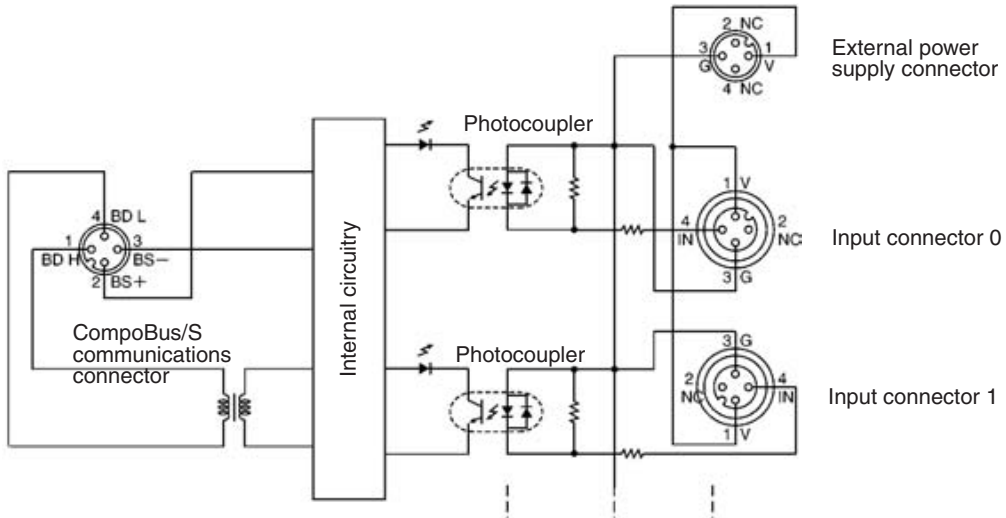 2 NC
3
1
G
V
4 NC
External power
supply connector
Photocoupler
1 V
4
2
IN
NC
3 G
Input connector 0
4 BD L
1
3
BD H
BS−
2 BS+
CompoBus/S
communications
connector
Internal circuitry
Photocoupler
3 G
2
4
NC
IN
1 V
Input connector 1